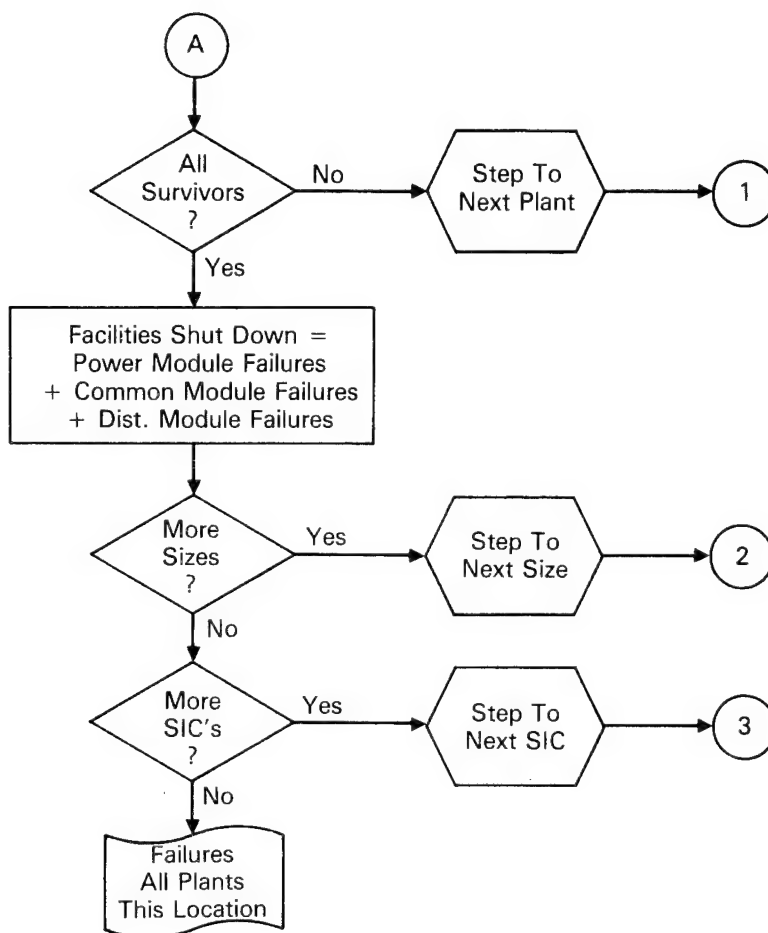 A
All
Survivors
?
No
Step To
Next Plant
1
Yes
Facilities Shut Down =
Power Module Failures
+ Common Module Failures
+ Dist. Module Failures
More
Sizes
?
Yes
Step To
Next Size
2
No
More
SIC's
?
Yes
Step To
Next SIC
3
No
Failures
All Plants
This Location